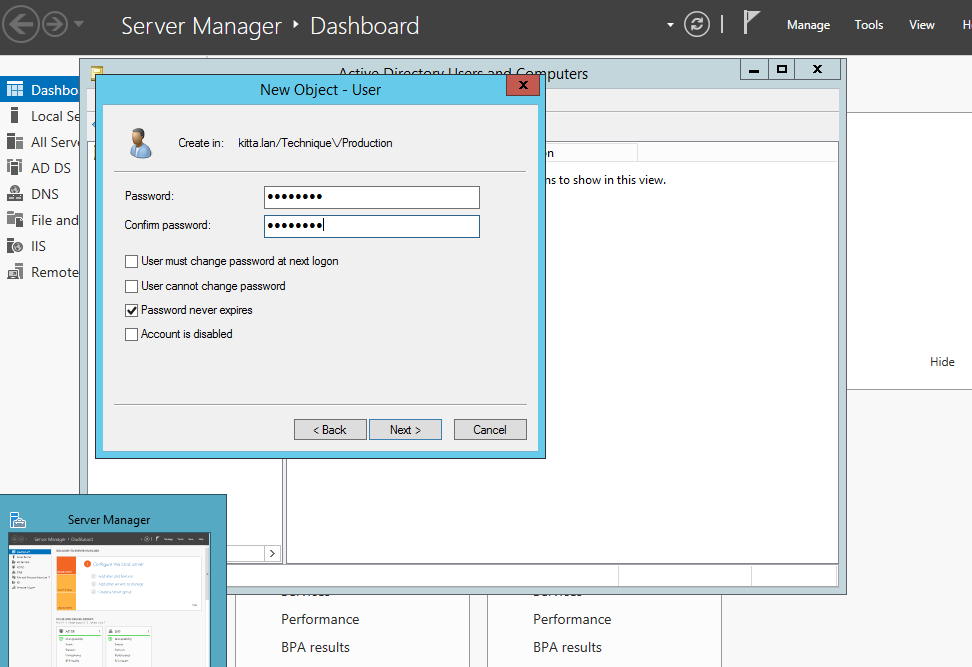 Server Manager ‣ Dashboard
Manage Tools View
Active Directory Users and Computers
New Object - User
Create in: kitta.lan/Technique\/Production
Password:
Confirm password:
User must change password at next logon
User cannot change password
Password never expires
Account is disabled
< Back Next > Cancel
Dashbo
Local Se
All Serve
AD DS
DNS
File and
IIS
Remote
ms to show in this view.
Hide
Server Manager
Performance Performance
BPA results BPA results